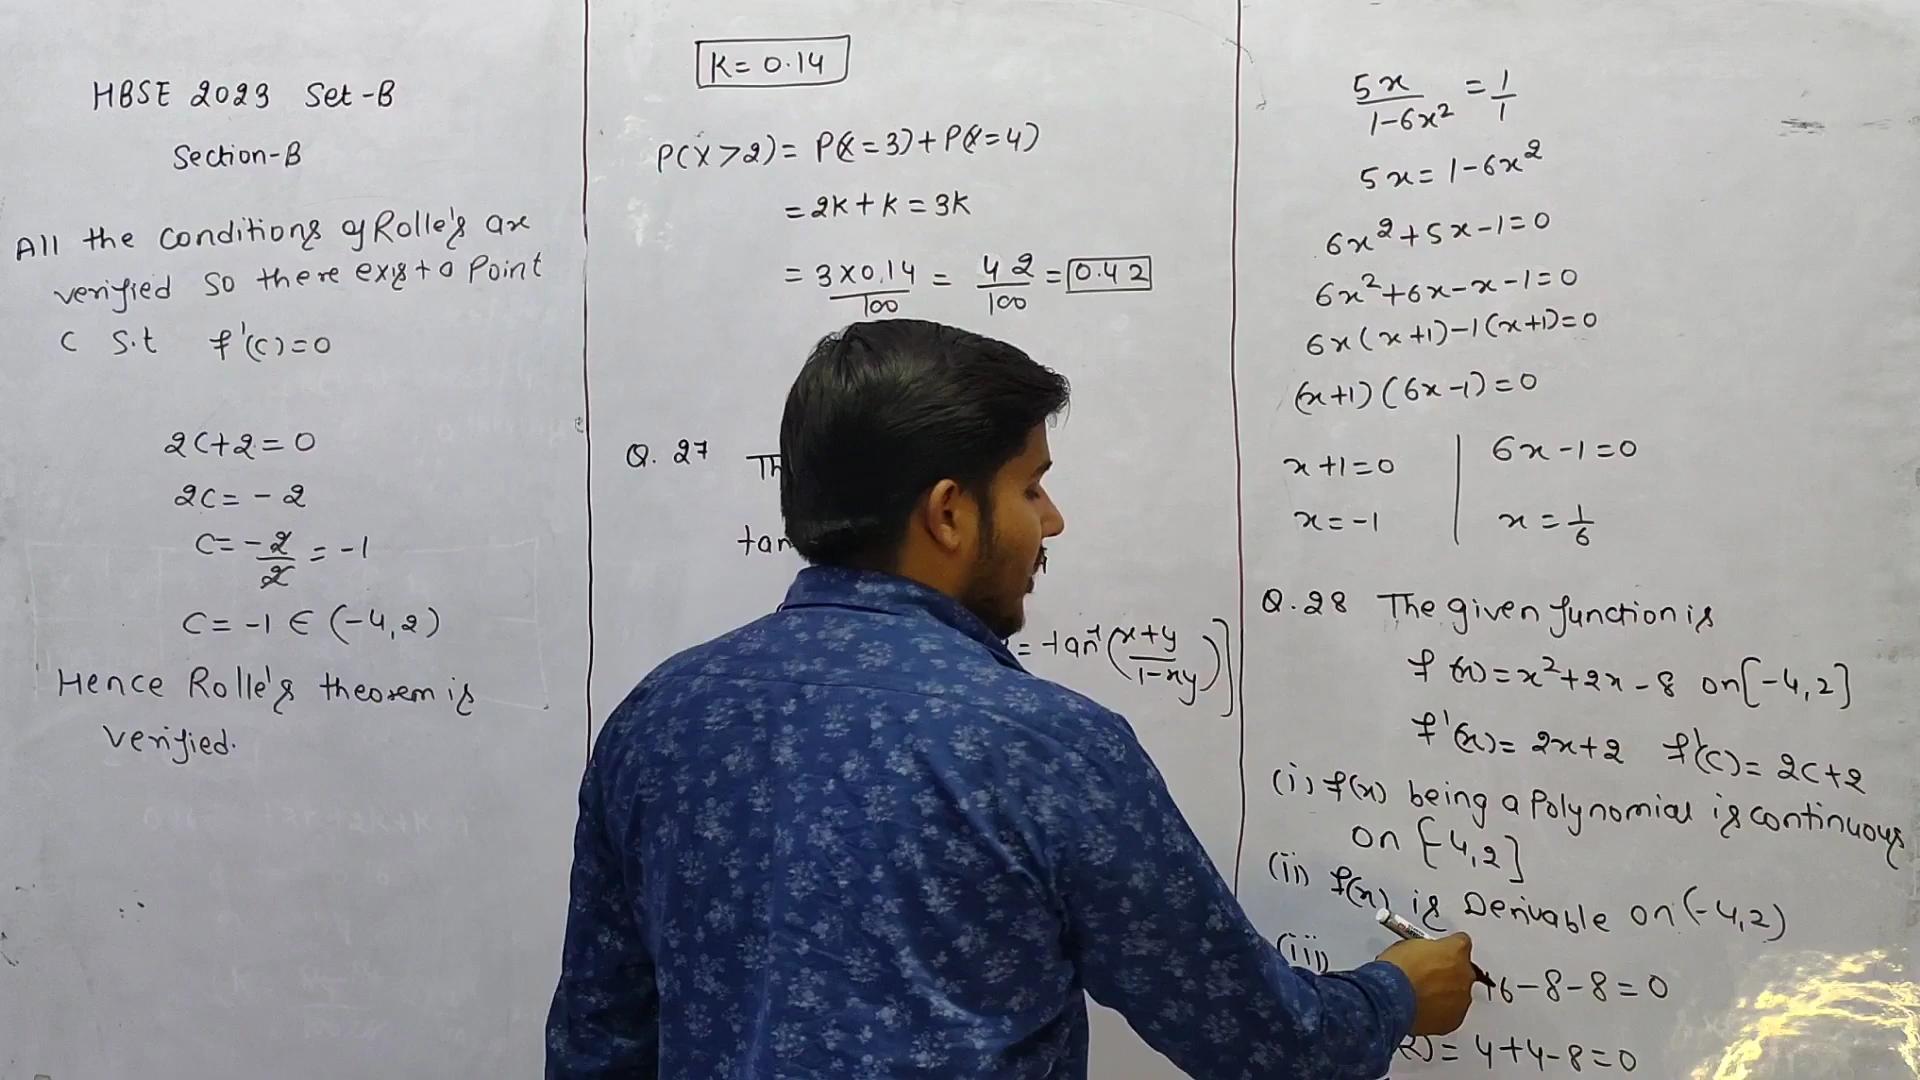 HBSE 2023 Set-B
Section-B
All the conditions of Rolle's are
verified so there exist a Point
C S.t f'(c)=0
2C+2=0
2C=-2
C=-2/2=-1
C=-1∈(-4,2)
Hence Rolle's theorem is
verified.
K=0.14
P(X>2)=P(X=3)+P(X=4)
=2K+K=3K
=3×0.14/100=42/100=0.42
Q.27
tan
=tan⁻¹(x+y/1-xy)]
5x/1-6x²=1/1
5x=1-6x²
6x²+5x-1=0
6x²+6x-x-1=0
6x(x+1)-1(x+1)=0
(x+1)(6x-1)=0
x+1=0 | 6x-1=0
x=-1 | x=1/6
Q.28 The given function is
f(x)=x²+2x-8 on[-4,2]
f'(x)=2x+2 f'(c)=2c+2
(i) f(x) being a Polynomial is continuous
on [-4,2]
(ii) f(x) is Derivable on (-4,2)
(iii)
16-8-8=0
2)=4+4-8=0